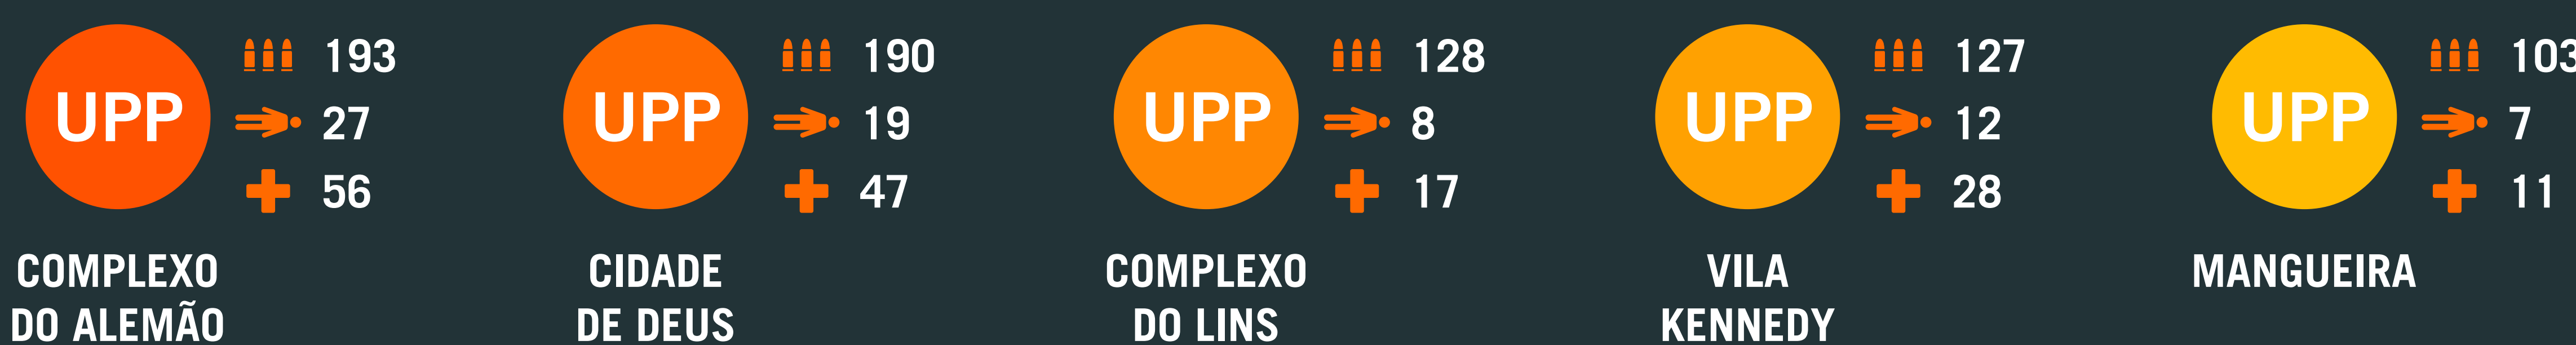 UPP
193
27
56
COMPLEXO
DO ALEMÃO
UPP
190
19
47
CIDADE
DE DEUS
UPP
128
8
17
COMPLEXO
DO LINS
UPP
127
12
28
VILA
KENNEDY
UPP
103
7
11
MANGUEIRA